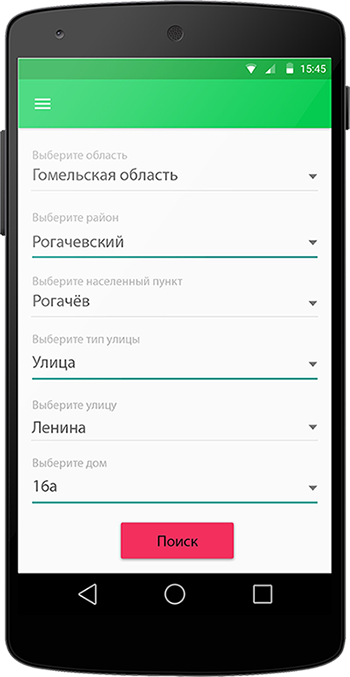 15:45
Выберите область
Гомельская область
Выберите район
Рогачевский
Выберите населенный пункт
Рогачёв
Выберите тип улицы
Улица
Выберите улицу
Ленина
Выберите дом
16а
Поиск